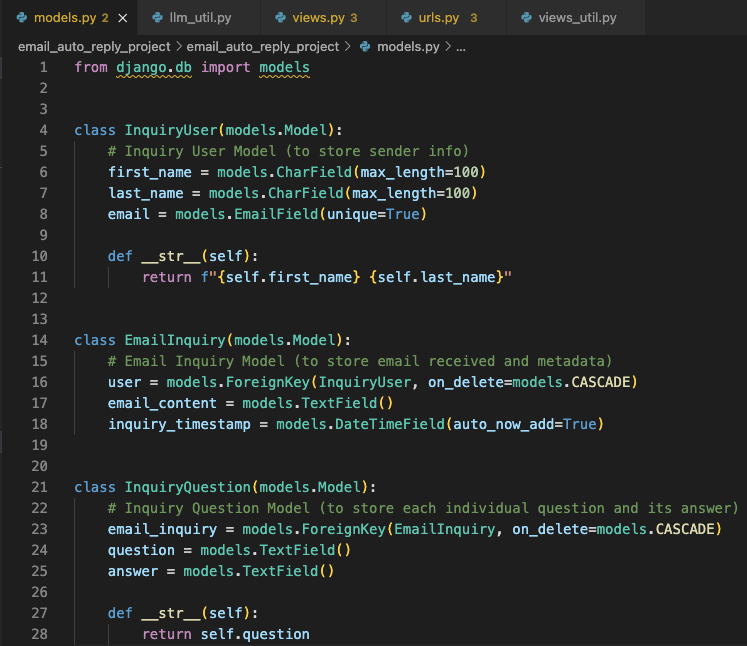 models.py 2 × llm_util.py views.py 3 urls.py 3 views_util.py
email_auto_reply_project > email_auto_reply_project > models.py > ...
1 from django.db import models
2
3
4 class InquiryUser(models.Model):
5     # Inquiry User Model (to store sender info)
6     first_name = models.CharField(max_length=100)
7     last_name = models.CharField(max_length=100)
8     email = models.EmailField(unique=True)
9
10     def __str__(self):
11         return f"{self.first_name} {self.last_name}"
12
13
14 class EmailInquiry(models.Model):
15     # Email Inquiry Model (to store email received and metadata)
16     user = models.ForeignKey(InquiryUser, on_delete=models.CASCADE)
17     email_content = models.TextField()
18     inquiry_timestamp = models.DateTimeField(auto_now_add=True)
19
20
21 class InquiryQuestion(models.Model):
22     # Inquiry Question Model (to store each individual question and its answer)
23     email_inquiry = models.ForeignKey(EmailInquiry, on_delete=models.CASCADE)
24     question = models.TextField()
25     answer = models.TextField()
26
27     def __str__(self):
28         return self.question